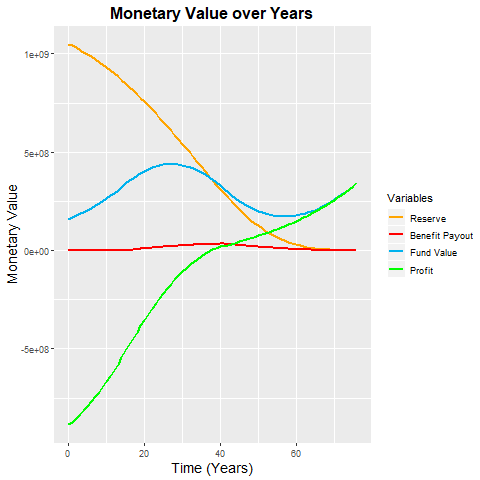 Monetary Value over Years
Monetary Value
1e+09
5e+08
0e+00
-5e+08
0
20
40
60
Time (Years)
Variables
Reserve
Benefit Payout
Fund Value
Profit